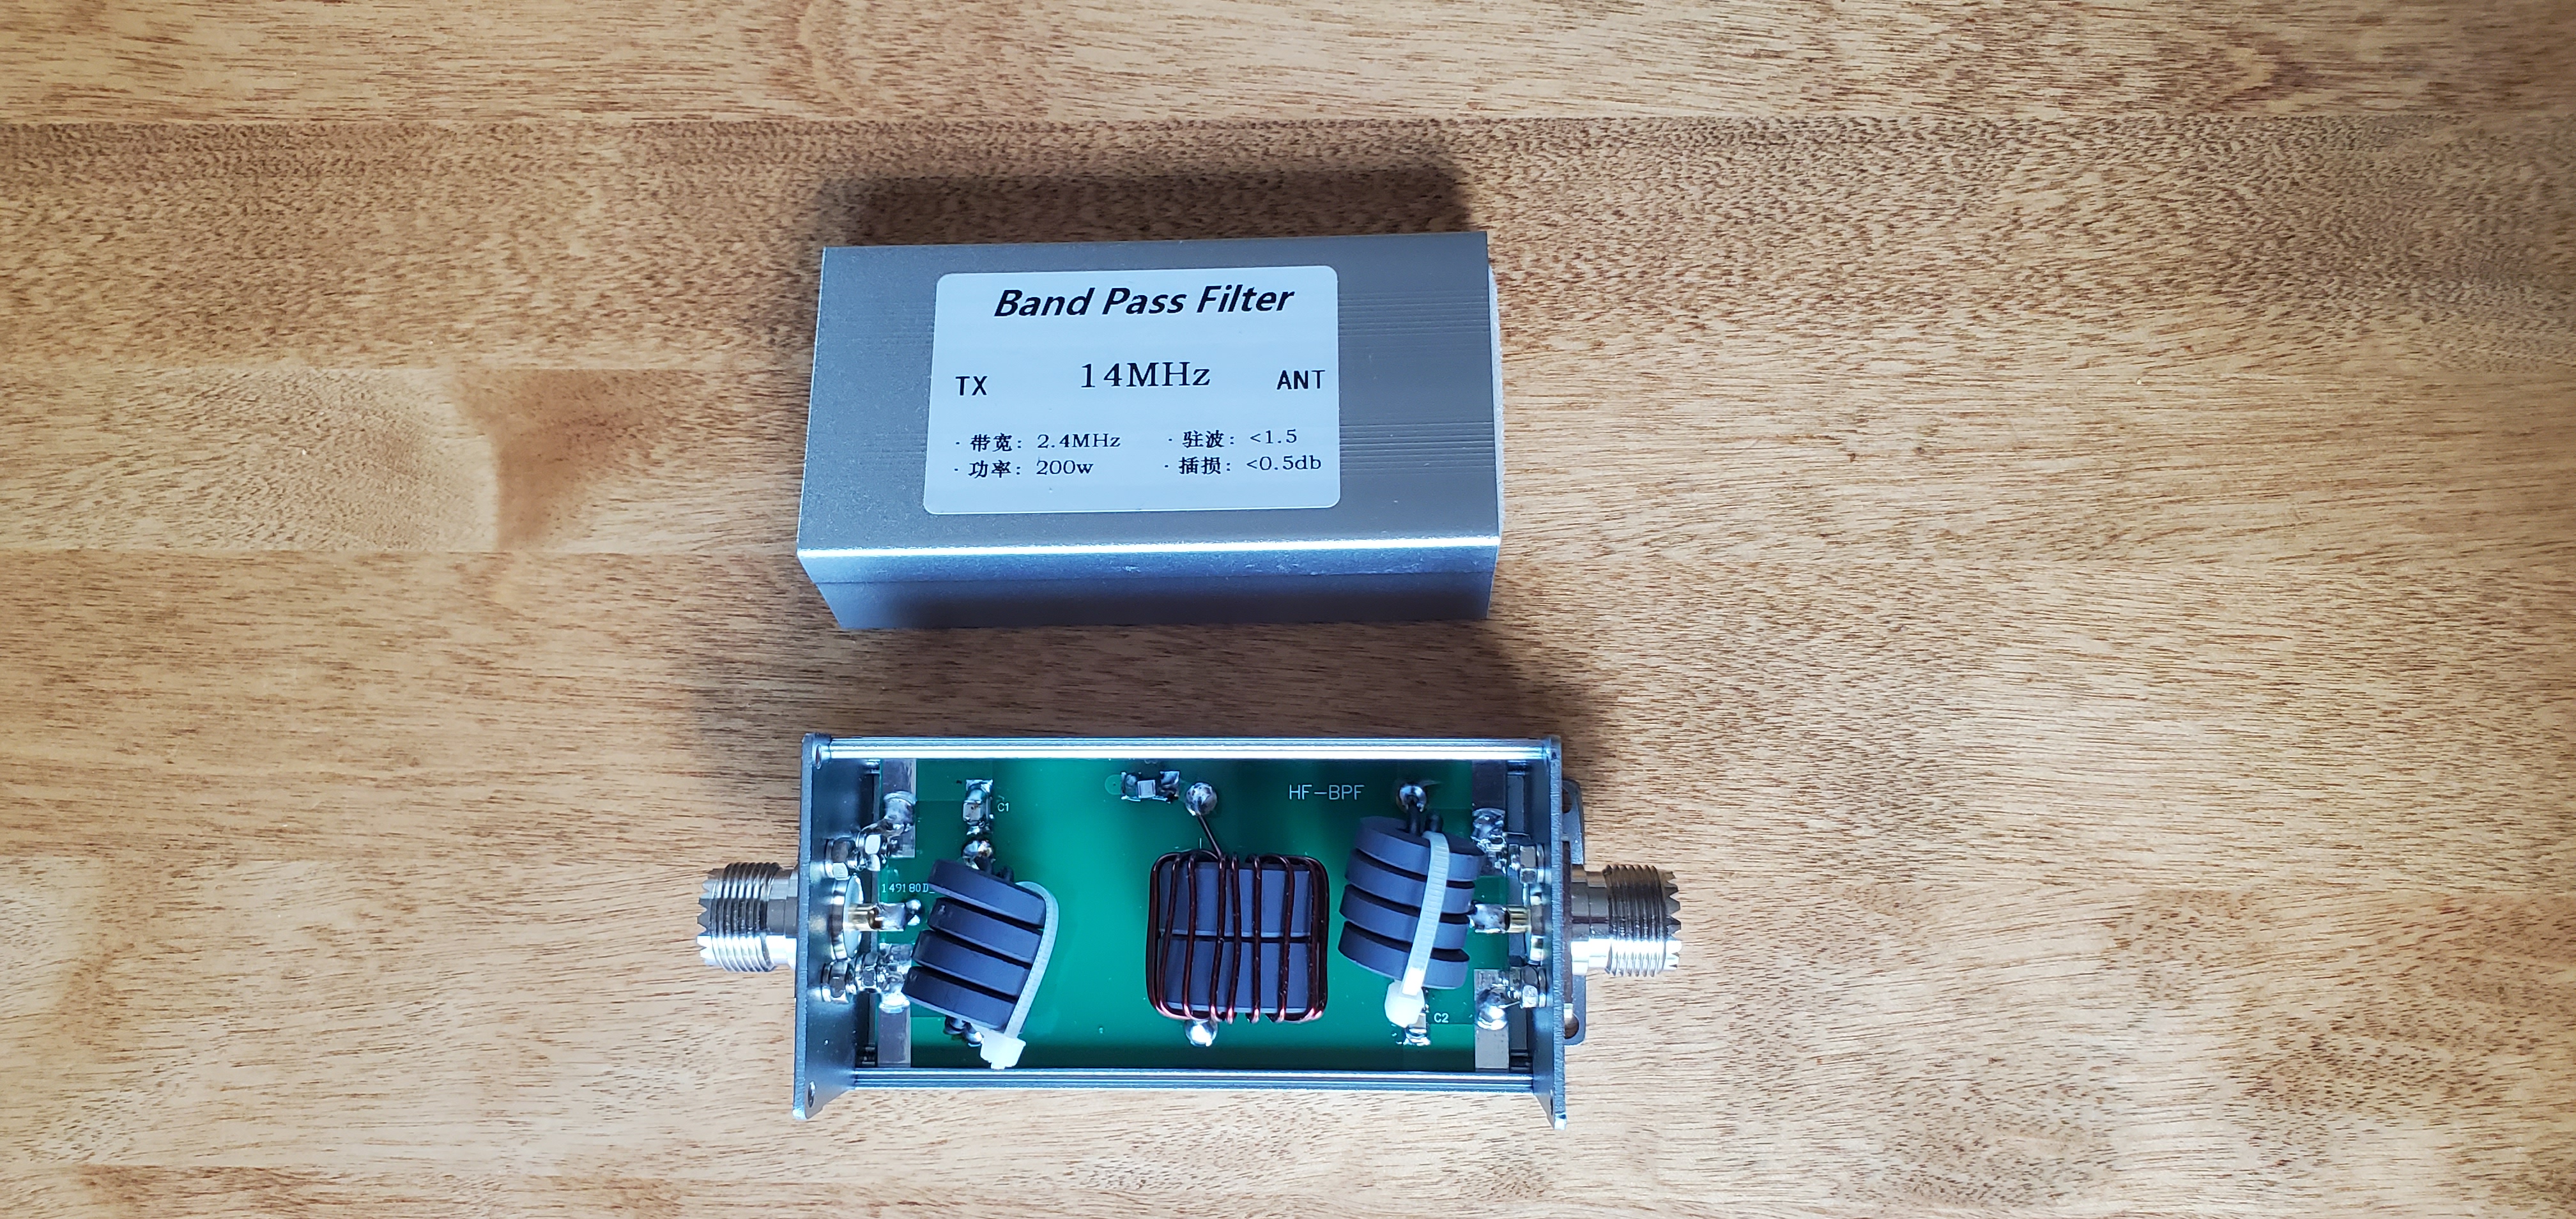 Band Pass Filter
TX 14MHz ANT
· 带宽: 2.4MHz · 驻波: <1.5
· 功率: 200w · 插损: <0.5db
HF-BPF
C1
149180D
C2